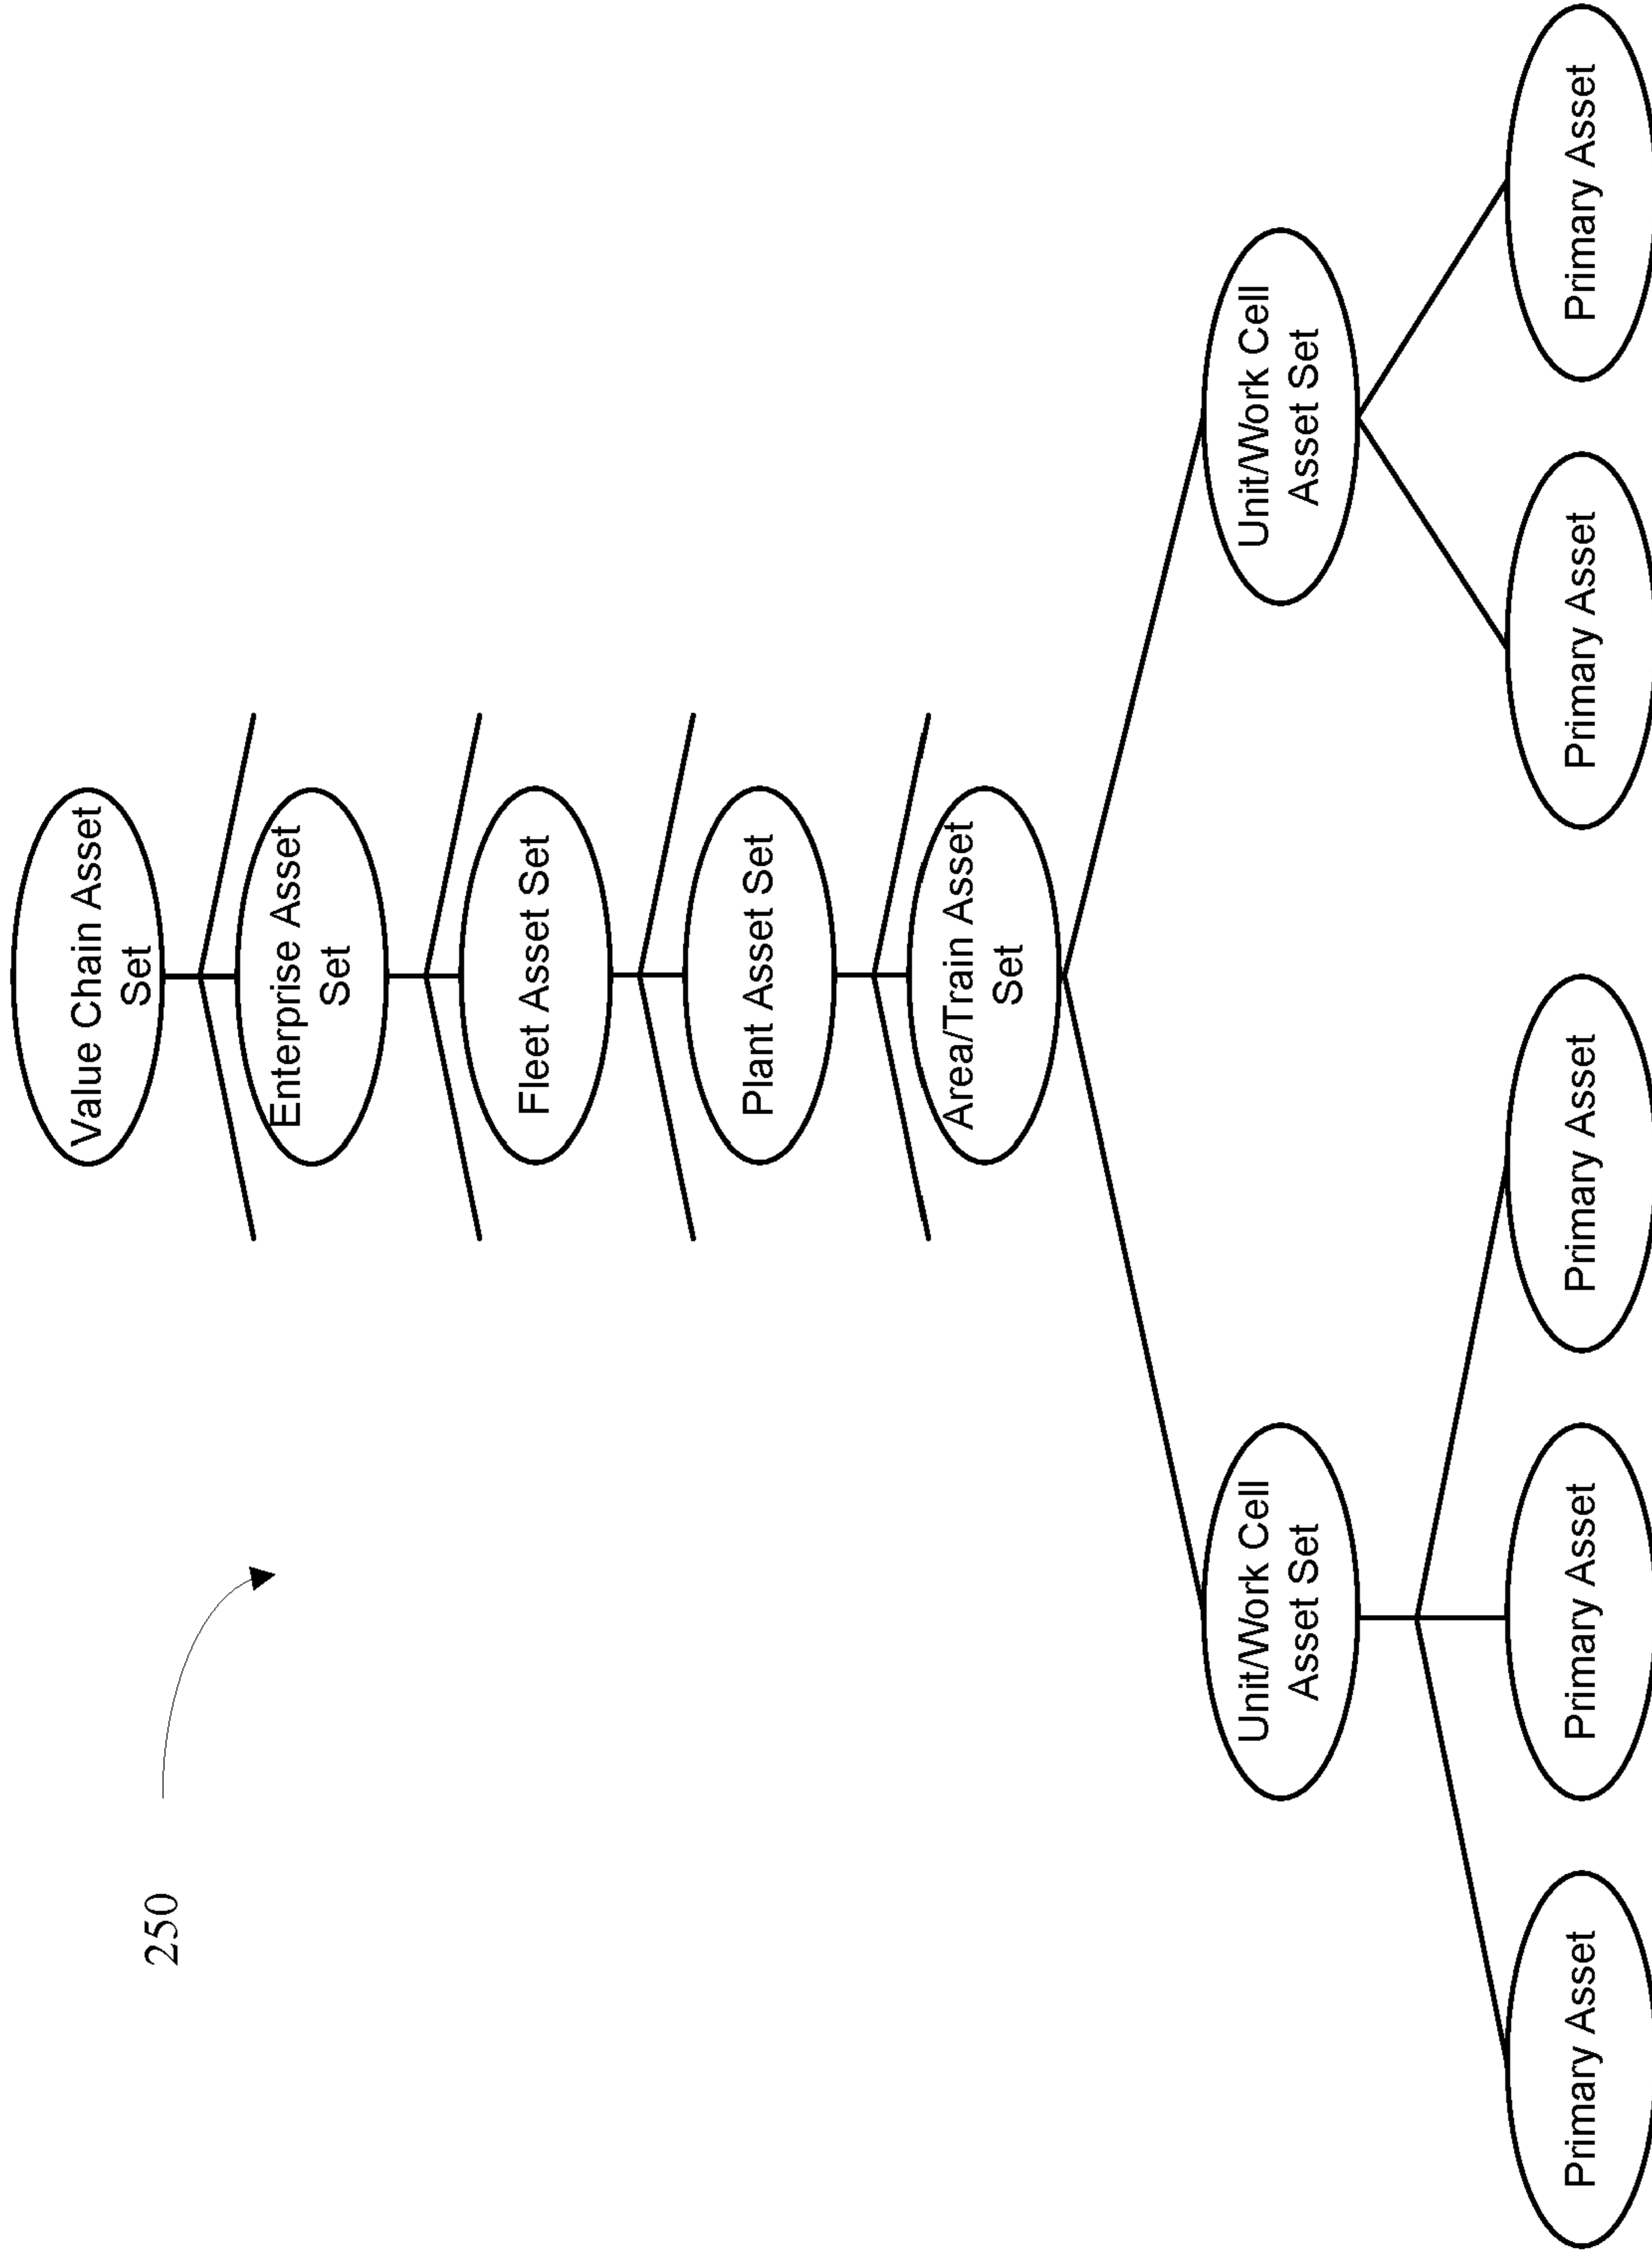 250
Value Chain Asset
Set
Enterprise Asset
Set
Fleet Asset Set
Plant Asset Set
Area/Train Asset
Set
Unit/Work Cell
Asset Set
Unit/Work Cell
Asset Set
Primary Asset
Primary Asset
Primary Asset
Primary Asset
Primary Asset